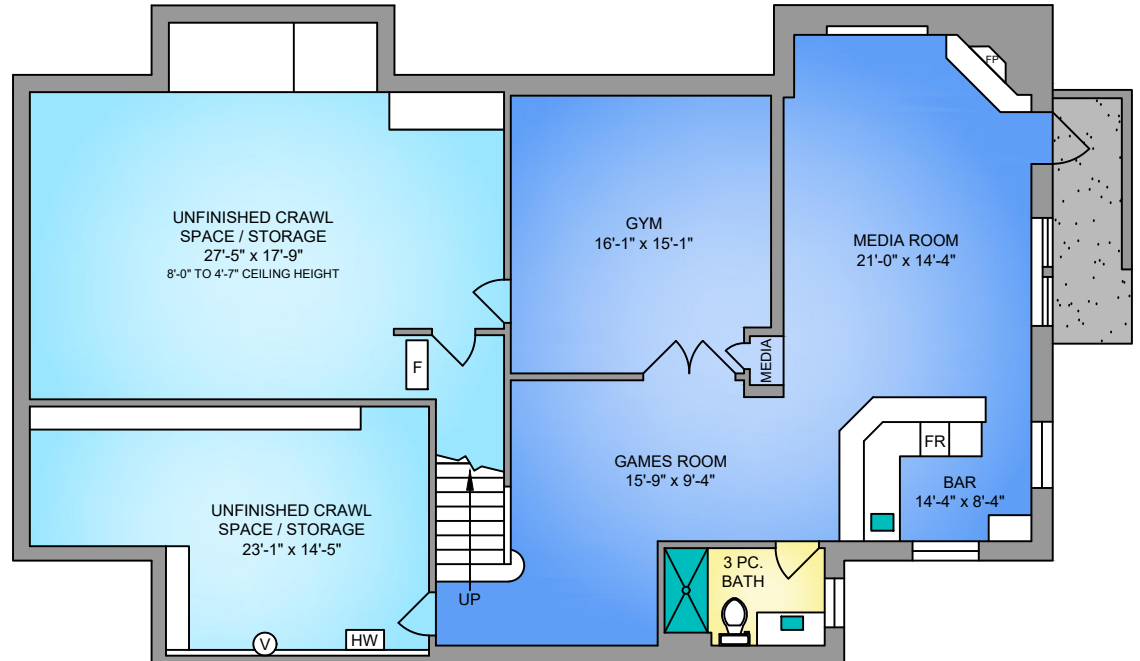 FP
UNFINISHED CRAWL
SPACE / STORAGE
27'-5" x 17'-9"
8'-0" TO 4'-7" CEILING HEIGHT
GYM
16'-1" x 15'-1"
MEDIA ROOM
21'-0" x 14'-4"
F
MEDIA
GAMES ROOM
15'-9" x 9'-4"
FR
BAR
14'-4" x 8'-4"
UNFINISHED CRAWL
SPACE / STORAGE
23'-1" x 14'-5"
UP
3 PC.
BATH
V
HW